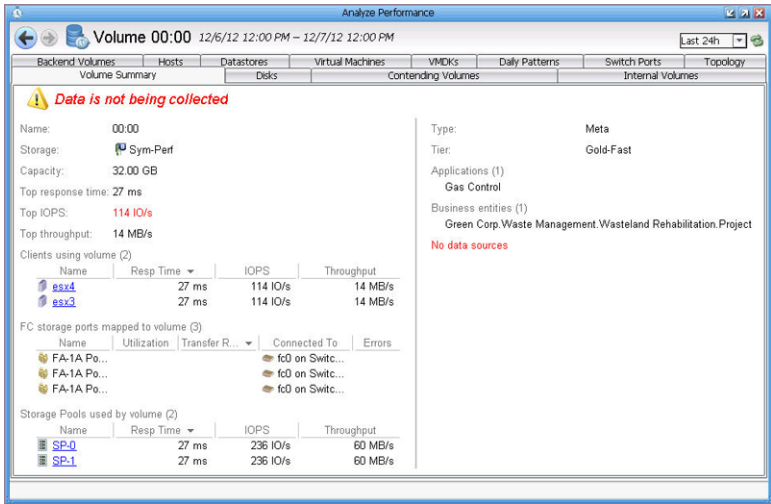 Analyze Performance
Volume 00:00 12/6/12 12:00 PM – 12/7/12 12:00 PM
Last 24h
Backend Volumes Hosts Datastores Virtual Machines VMDKs Daily Patterns Switch Ports Topology
Volume Summary Disks Contending Volumes Internal Volumes
Data is not being collected
Name: 00:00
Storage: Sym-Perf
Capacity: 32.00 GB
Top response time: 27 ms
Top IOPS: 114 IO/s
Top throughput: 14 MB/s
Clients using volume (2)
Name Resp Time IOPS Throughput
esx4 27 ms 114 IO/s 14 MB/s
esx3 27 ms 114 IO/s 14 MB/s
FC storage ports mapped to volume (3)
Name Utilization Transfer R... Connected To Errors
FA-1A Po... fc0 on Switc...
FA-1A Po... fc0 on Switc...
FA-1A Po... fc0 on Switc...
Storage Pools used by volume (2)
Name Resp Time IOPS Throughput
SP-0 27 ms 236 IO/s 60 MB/s
SP-1 27 ms 236 IO/s 60 MB/s
Type: Meta
Tier: Gold-Fast
Applications (1)
Gas Control
Business entities (1)
Green Corp.Waste Management.Wasteland Rehabilitation.Project
No data sources